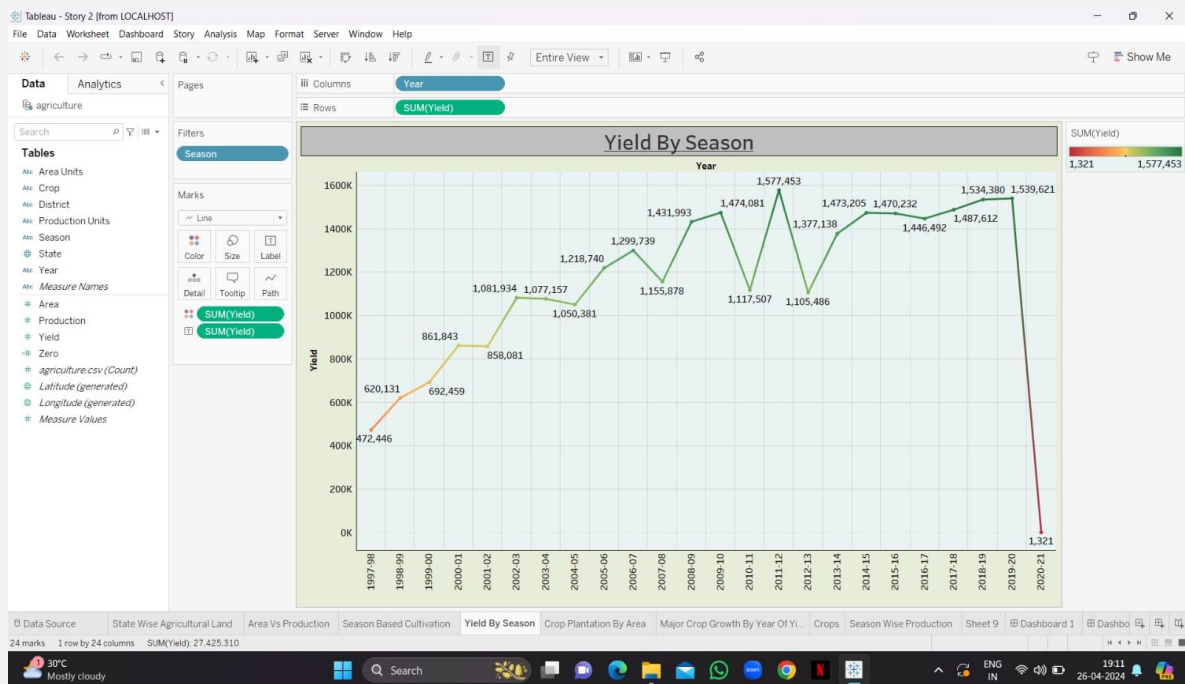 Tableau - Story 2 [from LOCALHOST]
File Data Worksheet Dashboard Story Analysis Map Format Server Window Help
Entire View
Show Me
Data Analytics
agriculture
Search
Tables
Abc Area Units
Abc Crop
Abc District
Abc Production Units
Abc Season
State
Abc Year
Abc Measure Names
# Area
# Production
# Yield
=# Zero
# agriculture.csv (Count)
Latitude (generated)
Longitude (generated)
# Measure Values
Pages
Filters
Season
Marks
Line
Color Size Label
Detail Tooltip Path
SUM(Yield)
SUM(Yield)
Columns Year
Rows SUM(Yield)
Yield By Season
Year
Yield
1600K
1400K
1200K
1000K
800K
600K
400K
200K
0K
472,446
620,131
692,459
861,843
858,081
1,081,934
1,077,157
1,050,381
1,218,740
1,299,739
1,155,878
1,431,993
1,474,081
1,117,507
1,577,453
1,105,486
1,377,138
1,473,205
1,470,232
1,446,492
1,487,612
1,534,380
1,539,621
1,321
1997-98
1998-99
1999-00
2000-01
2001-02
2002-03
2003-04
2004-05
2005-06
2006-07
2007-08
2008-09
2009-10
2010-11
2011-12
2012-13
2013-14
2014-15
2015-16
2016-17
2017-18
2018-19
2019-20
2020-21
SUM(Yield)
1,321 1,577,453
Data Source State Wise Agricultural Land Area Vs Production Season Based Cultivation Yield By Season Crop Plantation By Area Major Crop Growth By Year Of Yi... Crops Season Wise Production Sheet 9 Dashboard 1 Dashbo
24 marks 1 row by 24 columns SUM(Yield): 27,425,310
1
30°C
Mostly cloudy
Search
zoom
N
ENG
IN
19:11
26-04-2024
PRE